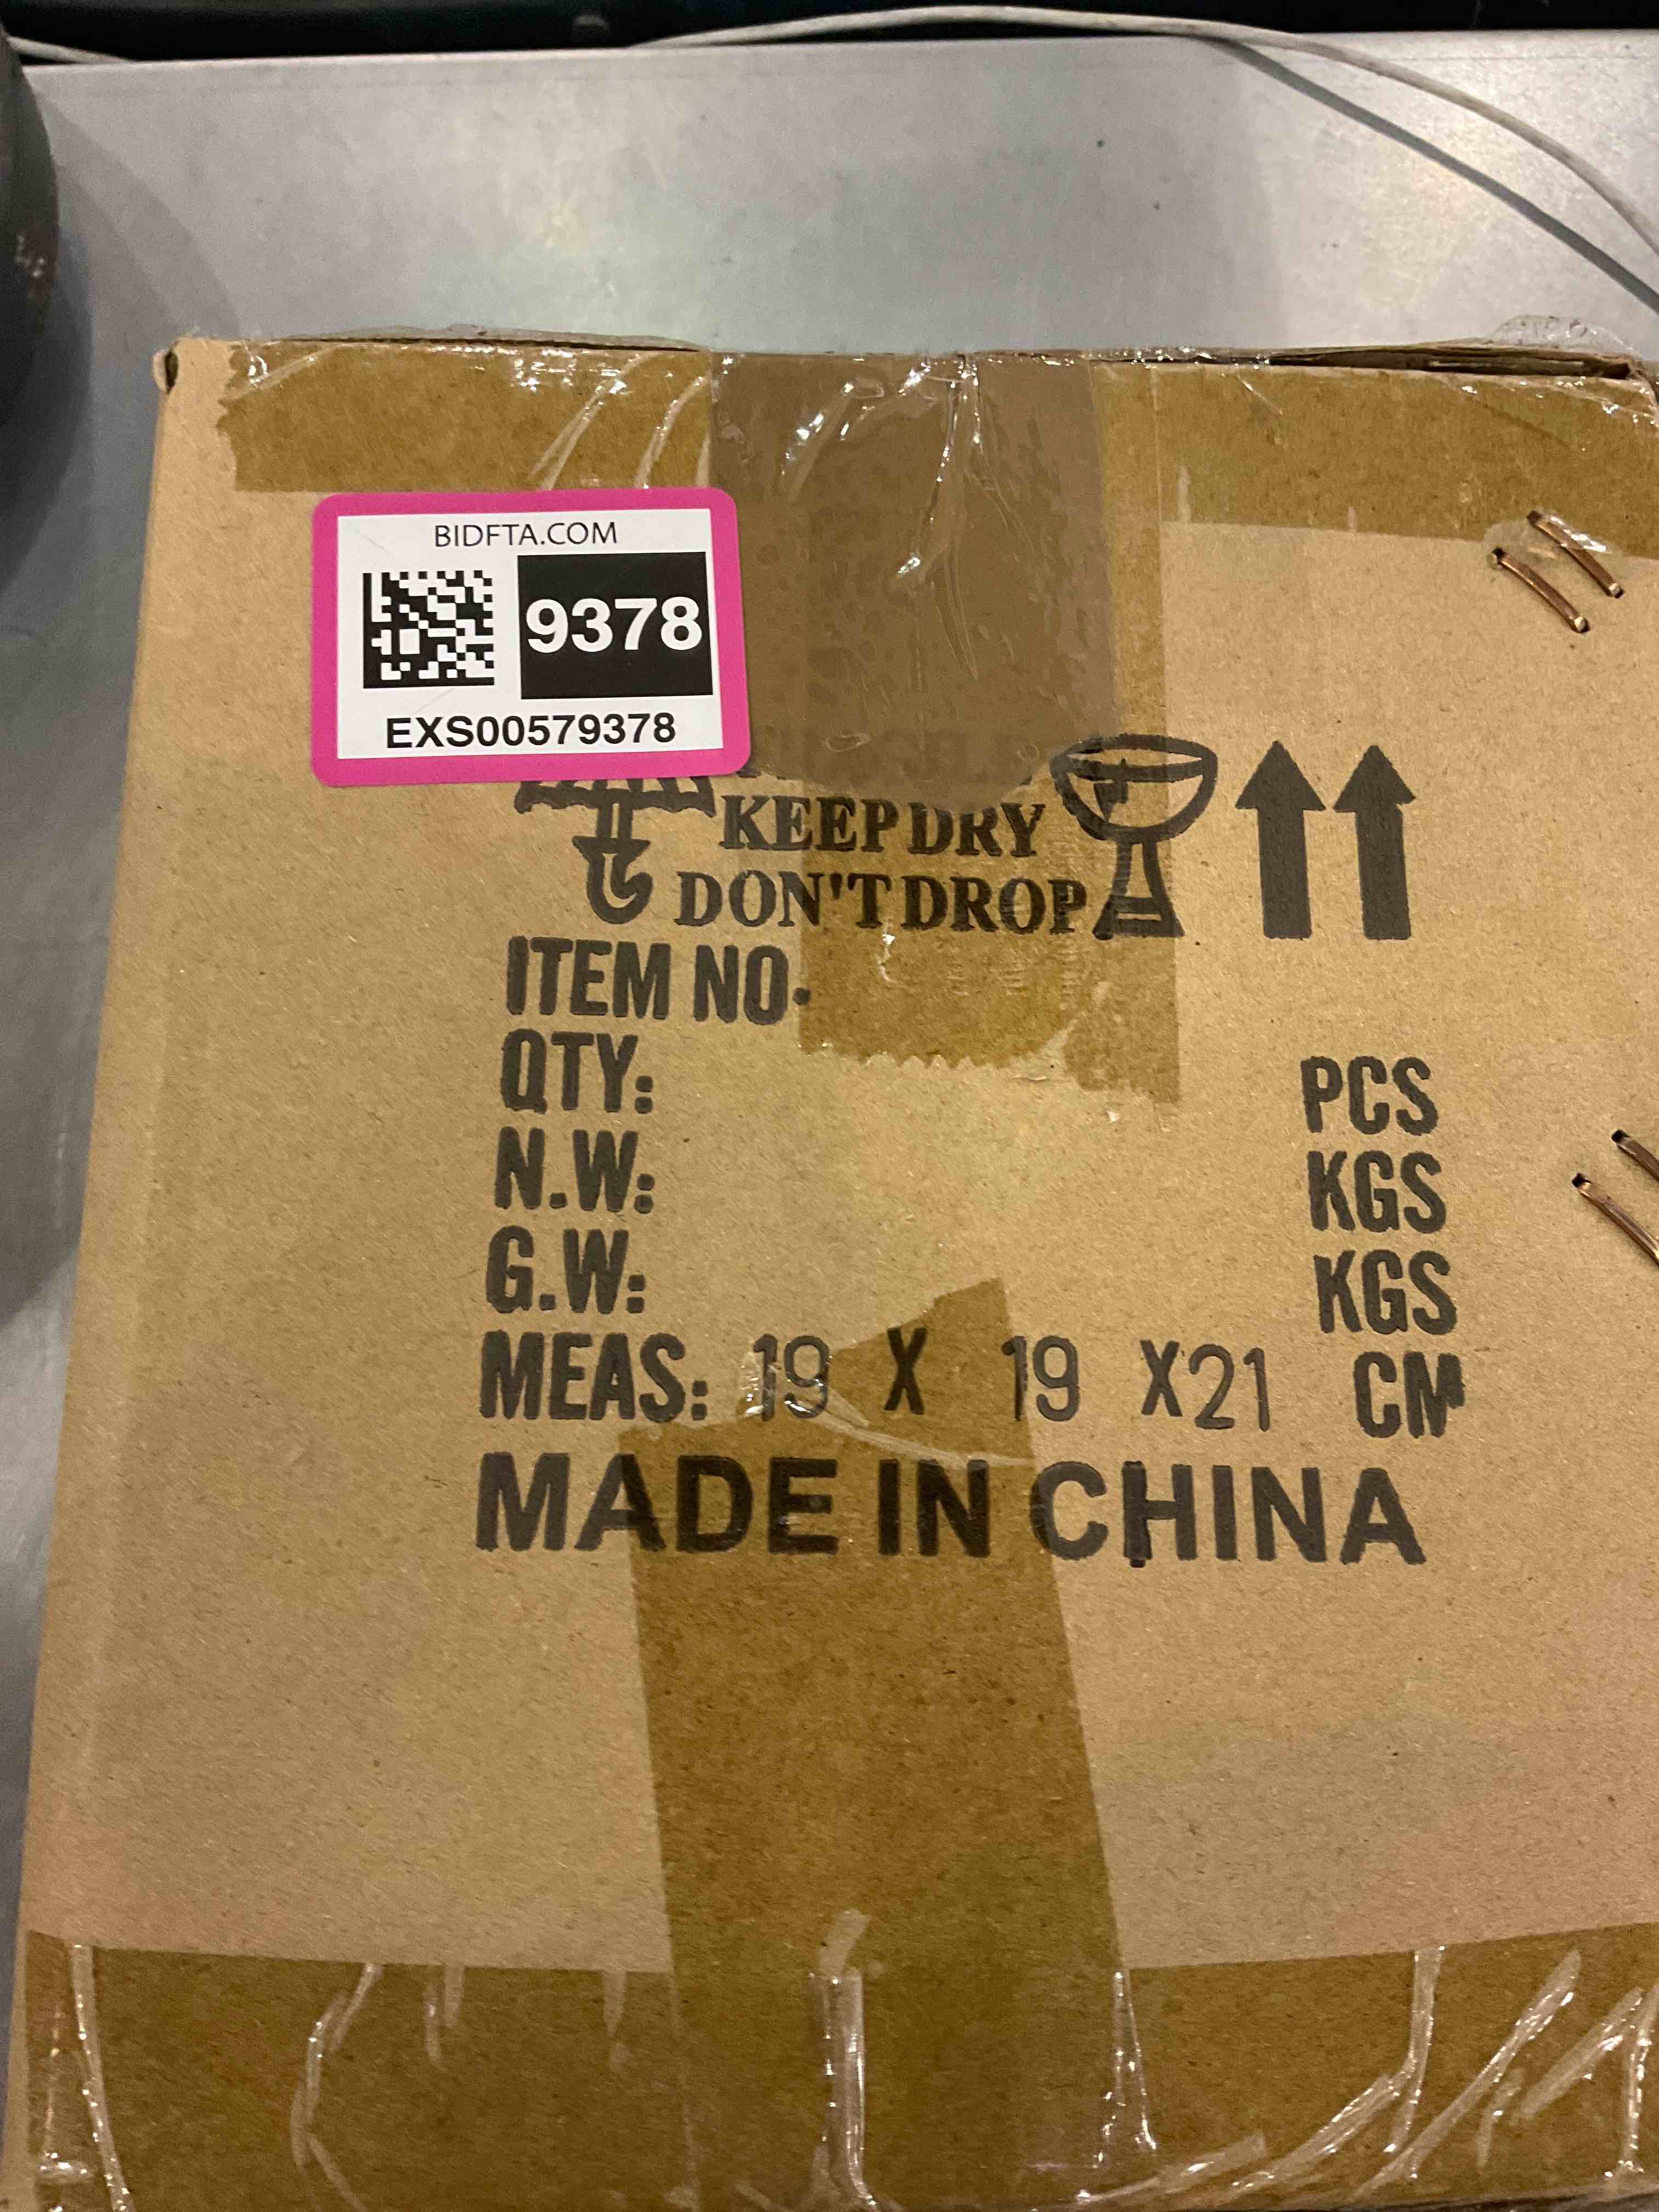 BIDFTA.COM
9378
EXS00579378
KEEP DRY
DON'T DROP
ITEM NO.
QTY: PCS
N.W: KGS
G.W: KGS
MEAS: 19 X 19 X21 CM
MADE IN CHINA